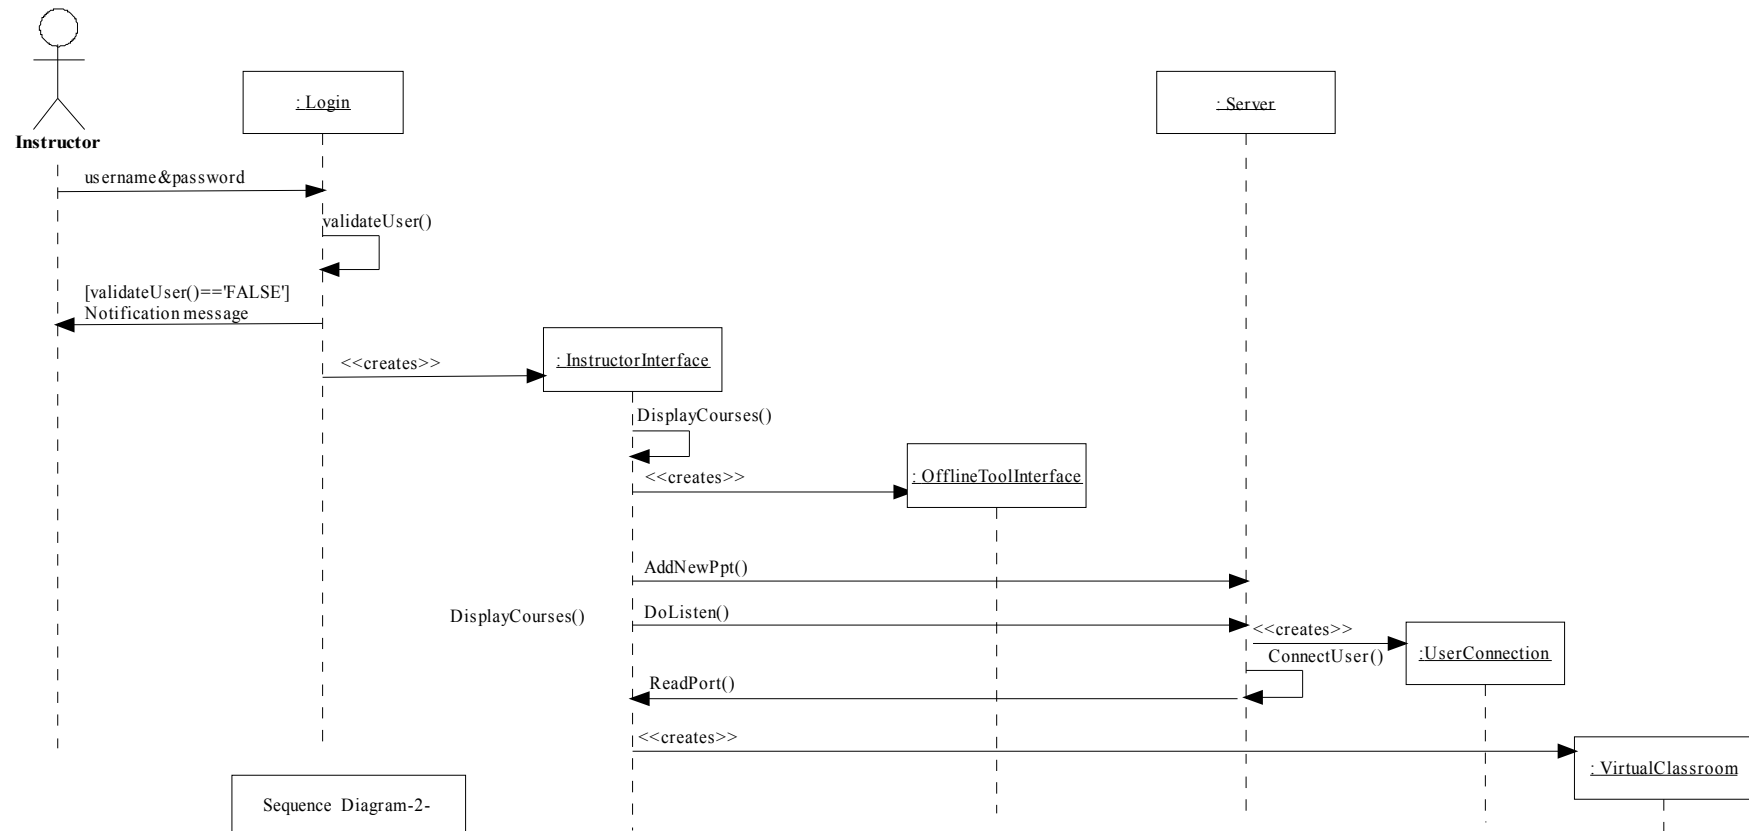 : Login
: Server
Instructor
username&password
validateUser()
[validateUser()=='FALSE']
Notification message
<<creates>>
: InstructorInterface
DisplayCourses()
<<creates>>
: OfflineToolInterface
AddNewPpt()
DisplayCourses()
DoListen()
<<creates>>
ConnectUser()
:UserConnection
ReadPort()
<<creates>>
: VirtualClassroom
Sequence Diagram-2-